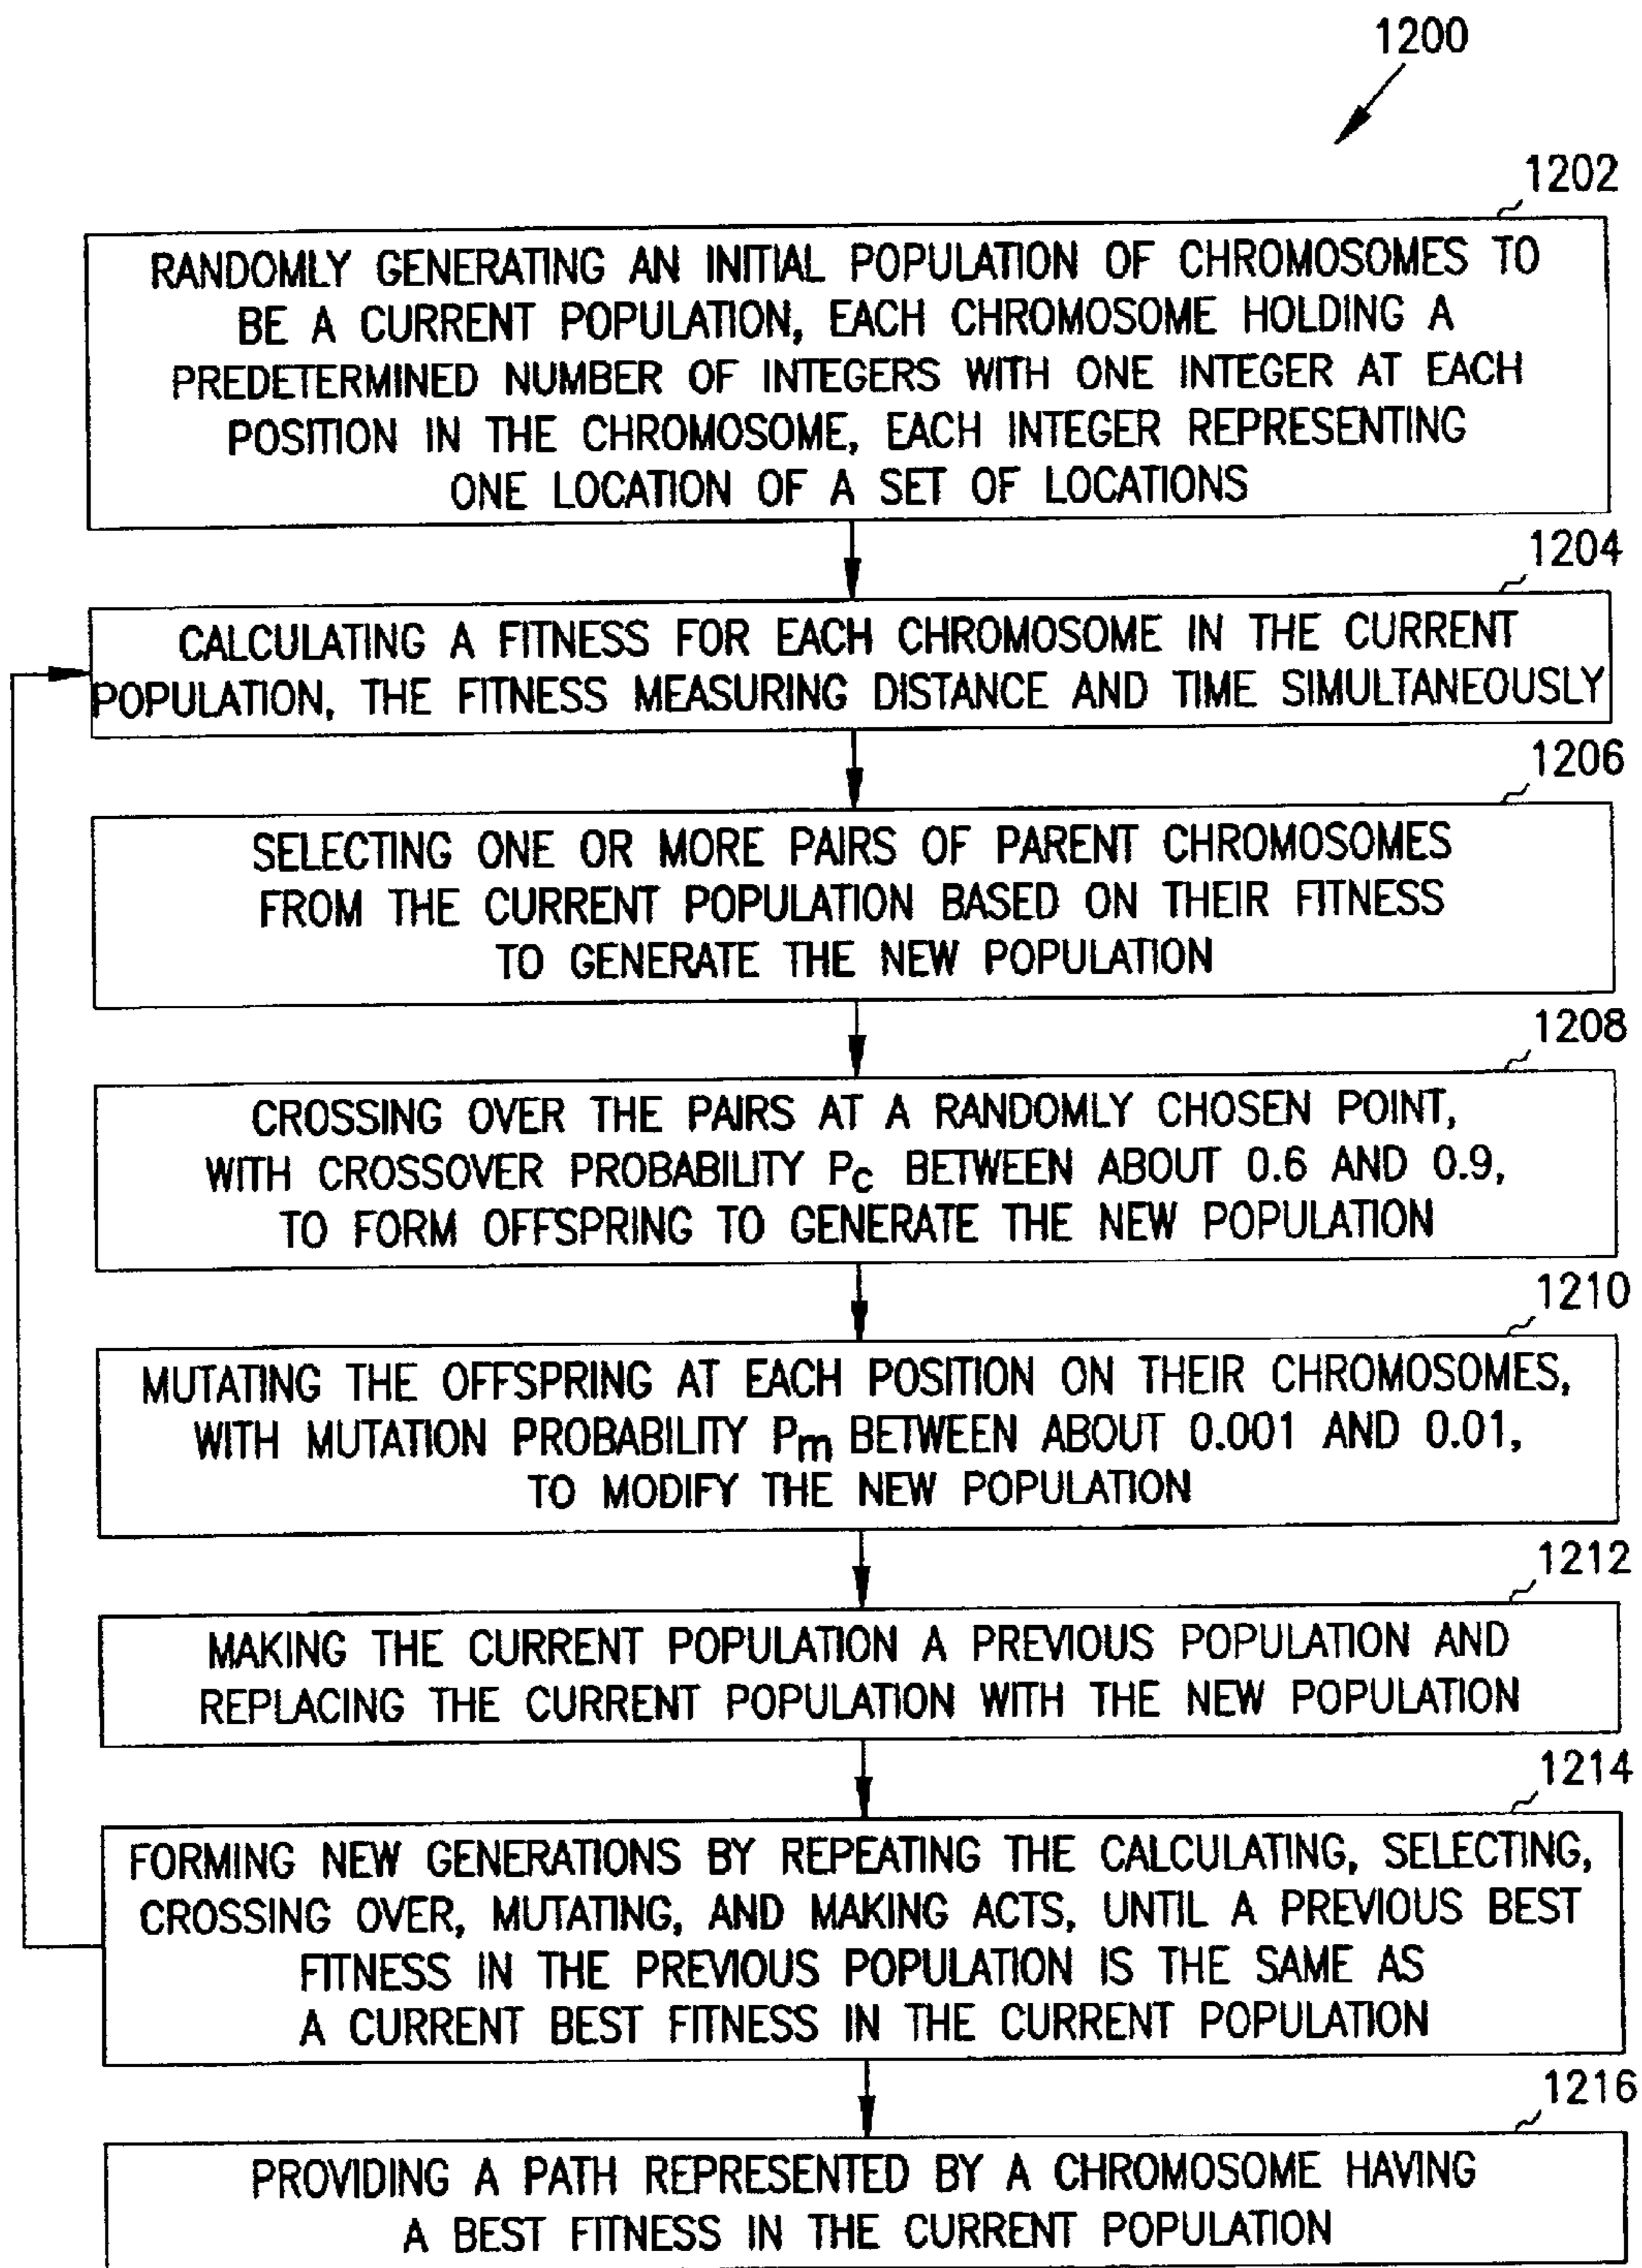 1200
1202
RANDOMLY GENERATING AN INITIAL POPULATION OF CHROMOSOMES TO
BE A CURRENT POPULATION, EACH CHROMOSOME HOLDING A
PREDETERMINED NUMBER OF INTEGERS WITH ONE INTEGER AT EACH
POSITION IN THE CHROMOSOME, EACH INTEGER REPRESENTING
ONE LOCATION OF A SET OF LOCATIONS
1204
CALCULATING A FITNESS FOR EACH CHROMOSOME IN THE CURRENT
POPULATION, THE FITNESS MEASURING DISTANCE AND TIME SIMULTANEOUSLY
1206
SELECTING ONE OR MORE PAIRS OF PARENT CHROMOSOMES
FROM THE CURRENT POPULATION BASED ON THEIR FITNESS
TO GENERATE THE NEW POPULATION
1208
CROSSING OVER THE PAIRS AT A RANDOMLY CHOSEN POINT,
WITH CROSSOVER PROBABILITY Pc BETWEEN ABOUT 0.6 AND 0.9,
TO FORM OFFSPRING TO GENERATE THE NEW POPULATION
1210
MUTATING THE OFFSPRING AT EACH POSITION ON THEIR CHROMOSOMES,
WITH MUTATION PROBABILITY Pm BETWEEN ABOUT 0.001 AND 0.01,
TO MODIFY THE NEW POPULATION
1212
MAKING THE CURRENT POPULATION A PREVIOUS POPULATION AND
REPLACING THE CURRENT POPULATION WITH THE NEW POPULATION
1214
FORMING NEW GENERATIONS BY REPEATING THE CALCULATING, SELECTING,
CROSSING OVER, MUTATING, AND MAKING ACTS, UNTIL A PREVIOUS BEST
FITNESS IN THE PREVIOUS POPULATION IS THE SAME AS
A CURRENT BEST FITNESS IN THE CURRENT POPULATION
1216
PROVIDING A PATH REPRESENTED BY A CHROMOSOME HAVING
A BEST FITNESS IN THE CURRENT POPULATION